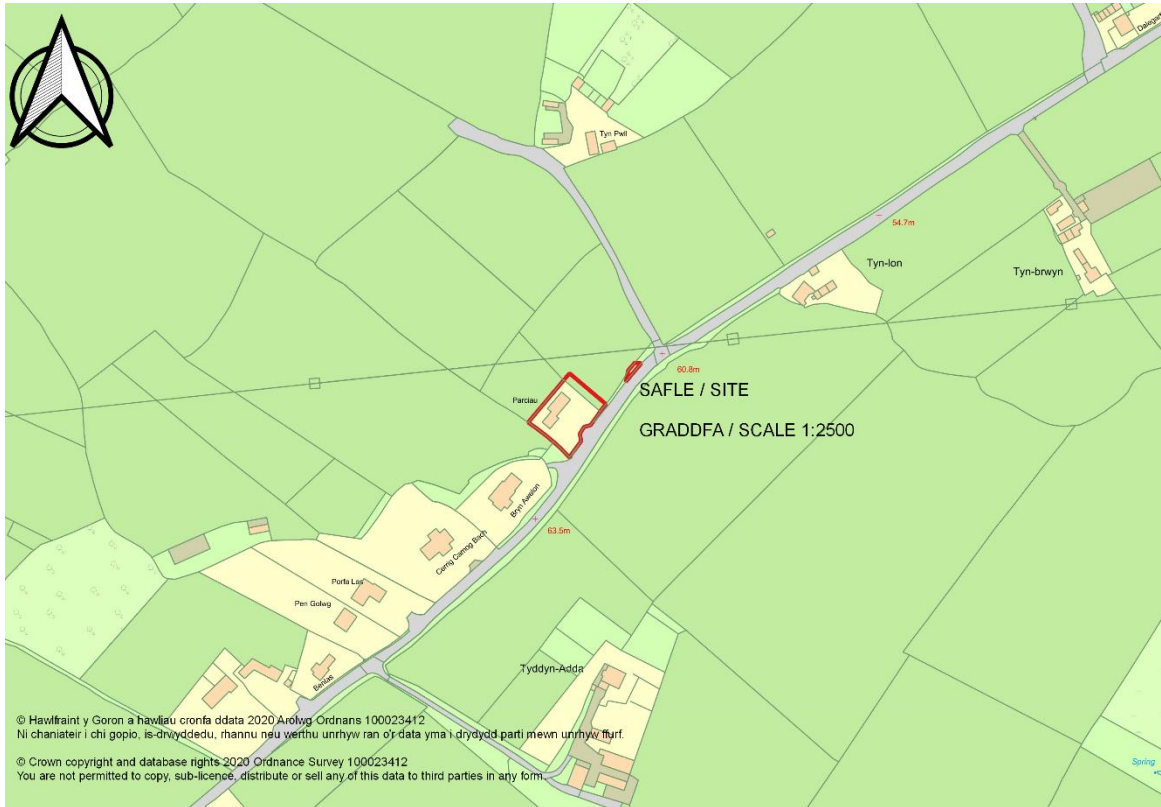 Dalegarth
Tyn Pwll
54.7m
Tyn-lon
Tyn-brwyn
60.8m
SAFLE / SITE
Parciau
GRADDFA / SCALE 1:2500
Bryn Awelon
63.5m
Cerrig Camog Bach
Porfa Las
Pen Golwg
Tyddyn-Adda
Benlas
© Hawlfraint y Goron a hawliau cronfa ddata 2020 Arolwg Ordnans 100023412
Ni chaniateir i chi gopio, is-drwyddedu, rhannu neu werthu unrhyw ran o'r data yma i drydydd parti mewn unrhyw ffurf.
© Crown copyright and database rights 2020 Ordnance Survey 100023412
You are not permitted to copy, sub-licence, distribute or sell any of this data to third parties in any form.
Spring